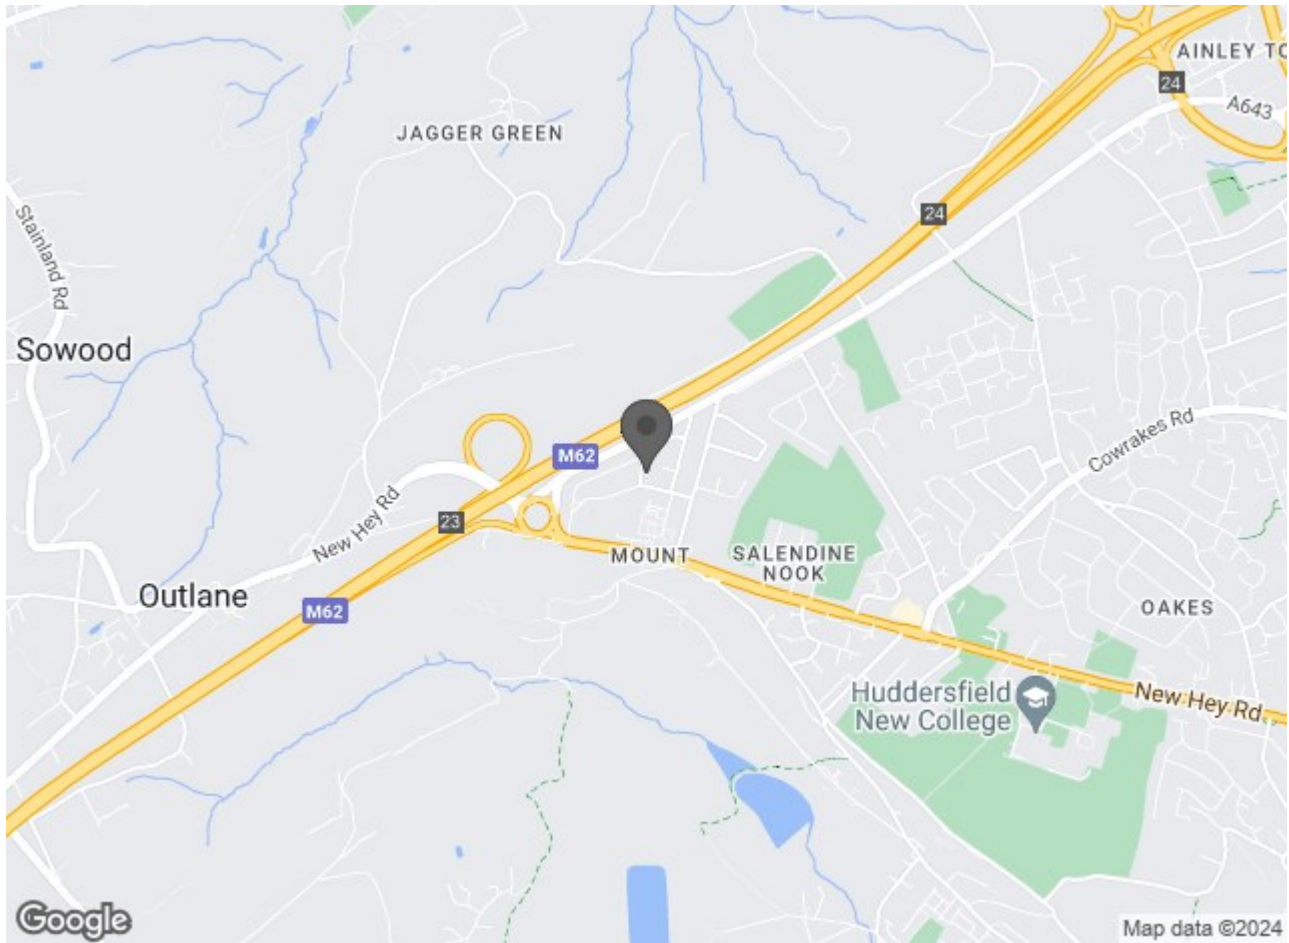 AINLEY TO
24
A643
JAGGER GREEN
24
Stainland Rd
Sowood
Cowrakes Rd
M62
New Hey Rd
23
MOUNT
SALENDINE
NOOK
Outlane
M62
OAKES
Huddersfield
New College
New Hey Rd
Google
Map data ©2024